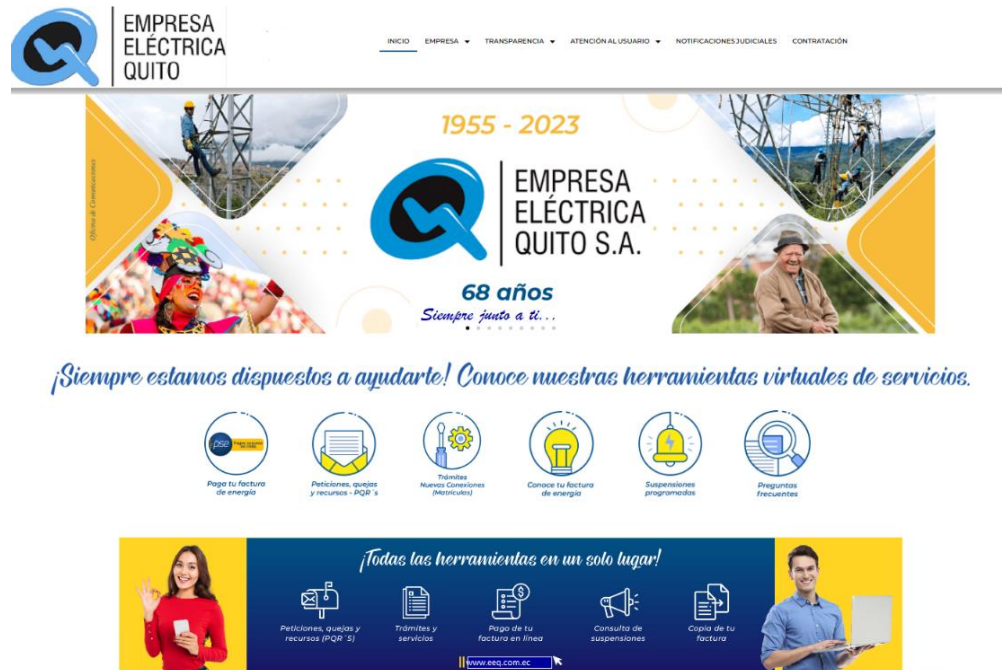 EMPRESA
ELÉCTRICA
QUITO
INICIO EMPRESA TRANSPARENCIA ATENCIÓN AL USUARIO NOTIFICACIONES JUDICIALES CONTRATACIÓN
Oficina de Comunicaciones
1955 - 2023
EMPRESA
ELÉCTRICA
QUITO S.A.
68 años
Siempre junto a ti...
¡Siempre estamos dispuestos a ayudarte! Conoce nuestras herramientas virtuales de servicios.
pse
Paga tu factura
de energía
Peticiones, quejas
y recursos - PQR´s
Trámites
Nuevas Conexiones
(Matrículas)
Conoce tu factura
de energía
Suspensiones
programadas
Preguntas
frecuentes
¡Todas las herramientas en un solo lugar!
Peticiones, quejas y
recursos (PQR´S)
Trámites y
servicios
Pago de tu
factura en línea
Consulta de
suspensiones
Copia de tu
factura
www.eeq.com.ec